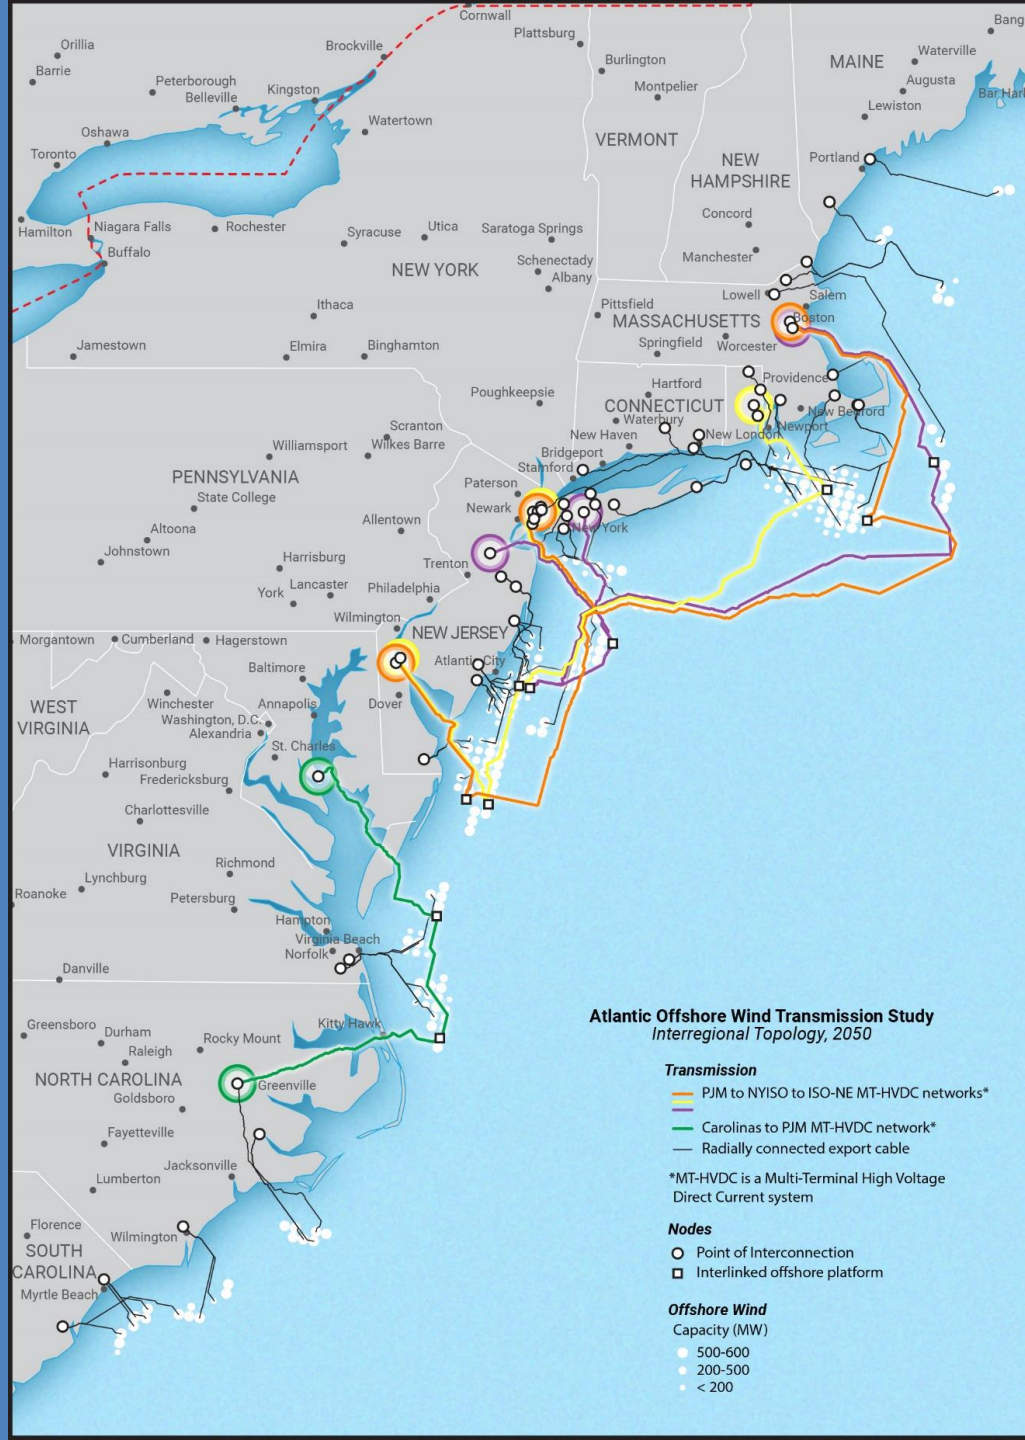 Cornwall
Plattsburg
Bang
Orillia
Brockville
Waterville
Burlington
MAINE
Barrie
Augusta
Peterborough
Kingston
Montpelier
Bar Harb
Belleville
Lewiston
Watertown
Oshawa
VERMONT
Toronto
NEW
HAMPSHIRE
Portland
Concord
Hamilton
Niagara Falls
Rochester
Syracuse
Utica
Saratoga Springs
Buffalo
Manchester
Schenectady
NEW YORK
Albany
Lowell
Salem
Ithaca
Pittsfield
MASSACHUSETTS
Boston
Jamestown
Elmira
Binghamton
Springfield
Worcester
Providence
Poughkeepsie
Hartford
CONNECTICUT
New Bedford
Scranton
Waterbury
Newport
Williamsport
Wilkes Barre
New Haven
New London
Bridgeport
PENNSYLVANIA
Stamford
State College
Paterson
Newark
Allentown
New York
Altoona
Johnstown
Harrisburg
Trenton
York
Lancaster
Philadelphia
Wilmington
NEW JERSEY
Morgantown
Cumberland
Hagerstown
Baltimore
Atlantic City
WEST
VIRGINIA
Winchester
Annapolis
Dover
Washington, D.C.
Alexandria
St. Charles
Harrisonburg
Fredericksburg
Charlottesville
VIRGINIA
Richmond
Lynchburg
Roanoke
Petersburg
Hampton
Virginia Beach
Norfolk
Danville
Greensboro
Durham
Rocky Mount
Kitty Hawk
Raleigh
NORTH CAROLINA
Greenville
Goldsboro
Fayetteville
Jacksonville
Lumberton
Florence
Wilmington
SOUTH
CAROLINA
Myrtle Beach
Atlantic Offshore Wind Transmission Study
Interregional Topology, 2050
Transmission
PJM to NYISO to ISO-NE MT-HVDC networks*
Carolinas to PJM MT-HVDC network*
Radially connected export cable
*MT-HVDC is a Multi-Terminal High Voltage
Direct Current system
Nodes
Point of Interconnection
Interlinked offshore platform
Offshore Wind
Capacity (MW)
500-600
200-500
< 200